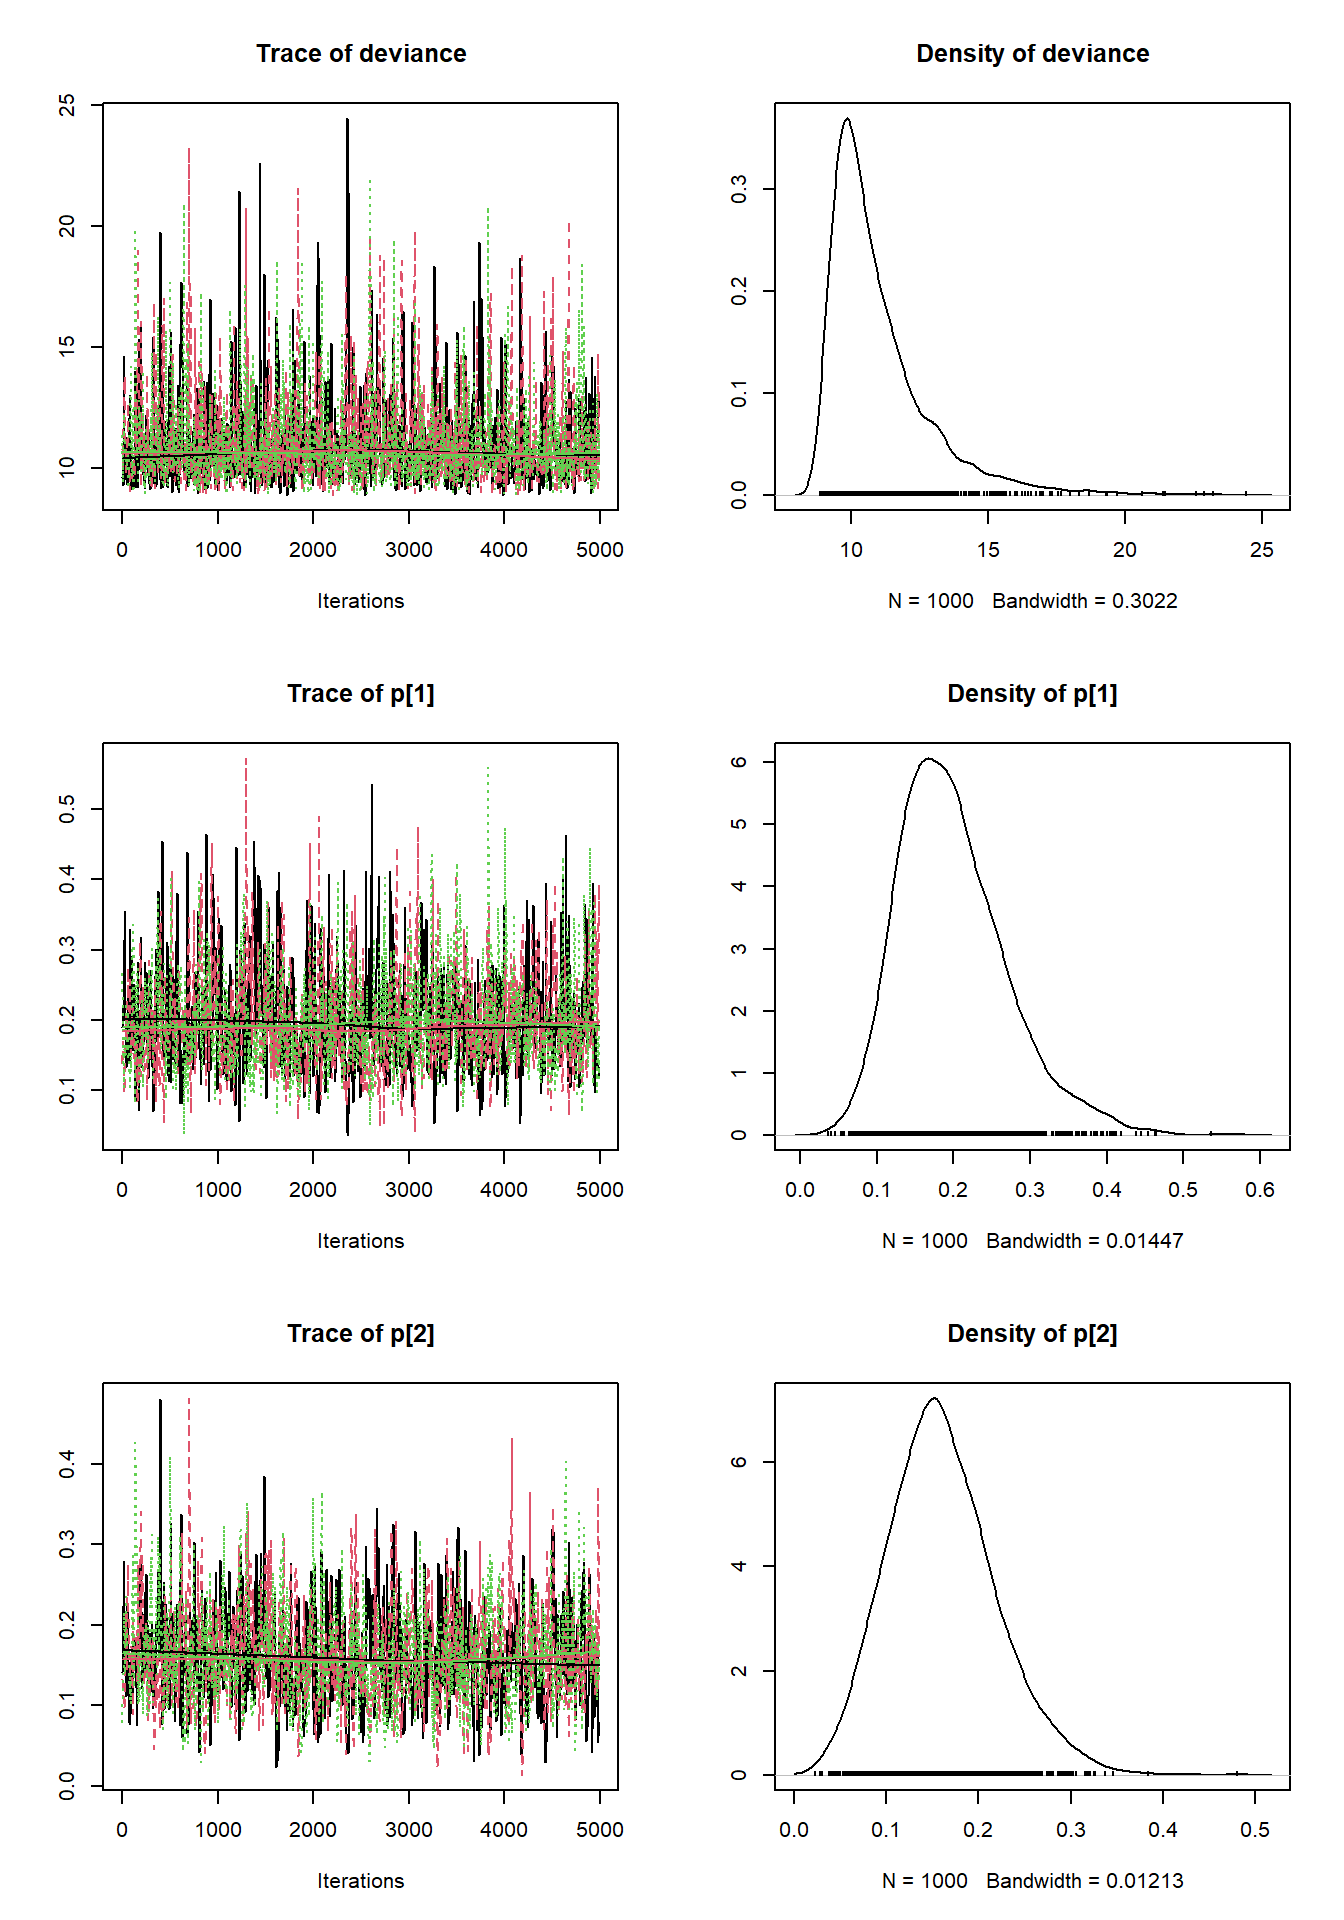 Trace of deviance
25
20
15
10
0 1000 2000 3000 4000 5000
Iterations
Density of deviance
0.3
0.2
0.1
0.0
10 15 20 25
N = 1000 Bandwidth = 0.3022
Trace of p[1]
0.5
0.4
0.3
0.2
0.1
0 1000 2000 3000 4000 5000
Iterations
Density of p[1]
6
5
4
3
2
1
0
0.0 0.1 0.2 0.3 0.4 0.5 0.6
N = 1000 Bandwidth = 0.01447
Trace of p[2]
0.4
0.3
0.2
0.1
0.0
0 1000 2000 3000 4000 5000
Iterations
Density of p[2]
6
4
2
0
0.0 0.1 0.2 0.3 0.4 0.5
N = 1000 Bandwidth = 0.01213